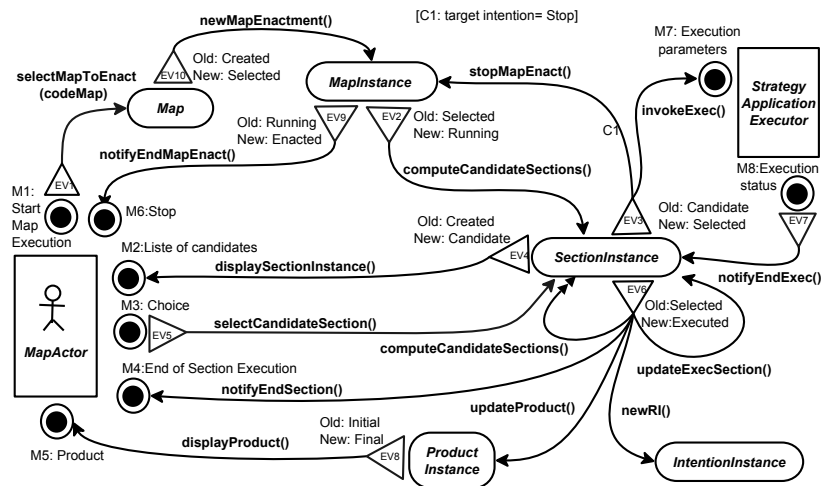 newMapEnactment()
[C1: target intention= Stop]
M7: Execution
parameters
Old: Created
New: Selected
EV10
selectMapToEnact
(codeMap)
Map
MapInstance
stopMapEnact()
Strategy
Application
Executor
invokeExec()
EV9
EV2
Old: Running
New: Enacted
Old: Selected
New: Running
C1
notifyEndMapEnact()
computeCandidateSections()
M8:Execution
status
EV1
M1:
Start
Map
Execution
M6:Stop
EV3
EV7
Old: Candidate
New: Selected
Old: Created
New: Candidate
M2:Liste of candidates
displaySectionInstance()
EV4
SectionInstance
notifyEndExec()
M3: Choice
EV5
selectCandidateSection()
EV6
Old:Selected
New:Executed
MapActor
computeCandidateSections()
M4:End of Section Execution
notifyEndSection()
updateExecSection()
updateProduct()
newRI()
Old: Initial
New: Final
displayProduct()
M5: Product
EV8
Product
Instance
IntentionInstance